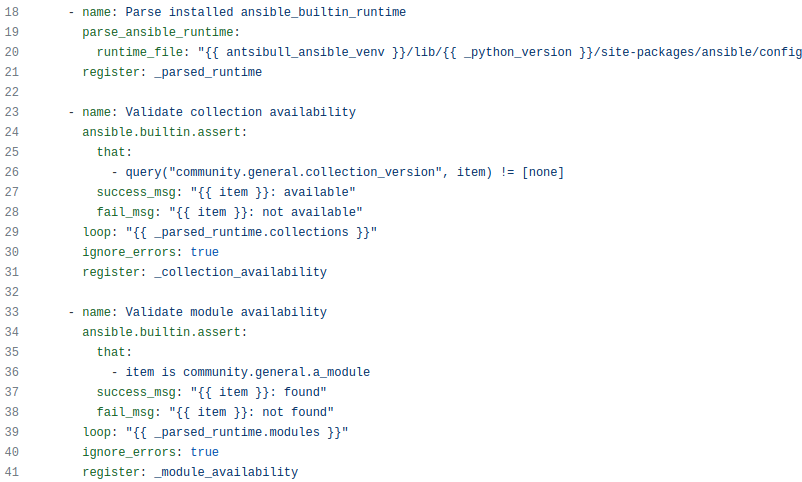 18 - name: Parse installed ansible_builtin_runtime
19 parse_ansible_runtime:
20 runtime_file: "{{ antsibull_ansible_venv }}/lib/{{ _python_version }}/site-packages/ansible/config
21 register: _parsed_runtime
22
23 - name: Validate collection availability
24 ansible.builtin.assert:
25 that:
26 - query("community.general.collection_version", item) != [none]
27 success_msg: "{{ item }}: available"
28 fail_msg: "{{ item }}: not available"
29 loop: "{{ _parsed_runtime.collections }}"
30 ignore_errors: true
31 register: _collection_availability
32
33 - name: Validate module availability
34 ansible.builtin.assert:
35 that:
36 - item is community.general.a_module
37 success_msg: "{{ item }}: found"
38 fail_msg: "{{ item }}: not found"
39 loop: "{{ _parsed_runtime.modules }}"
40 ignore_errors: true
41 register: _module_availability